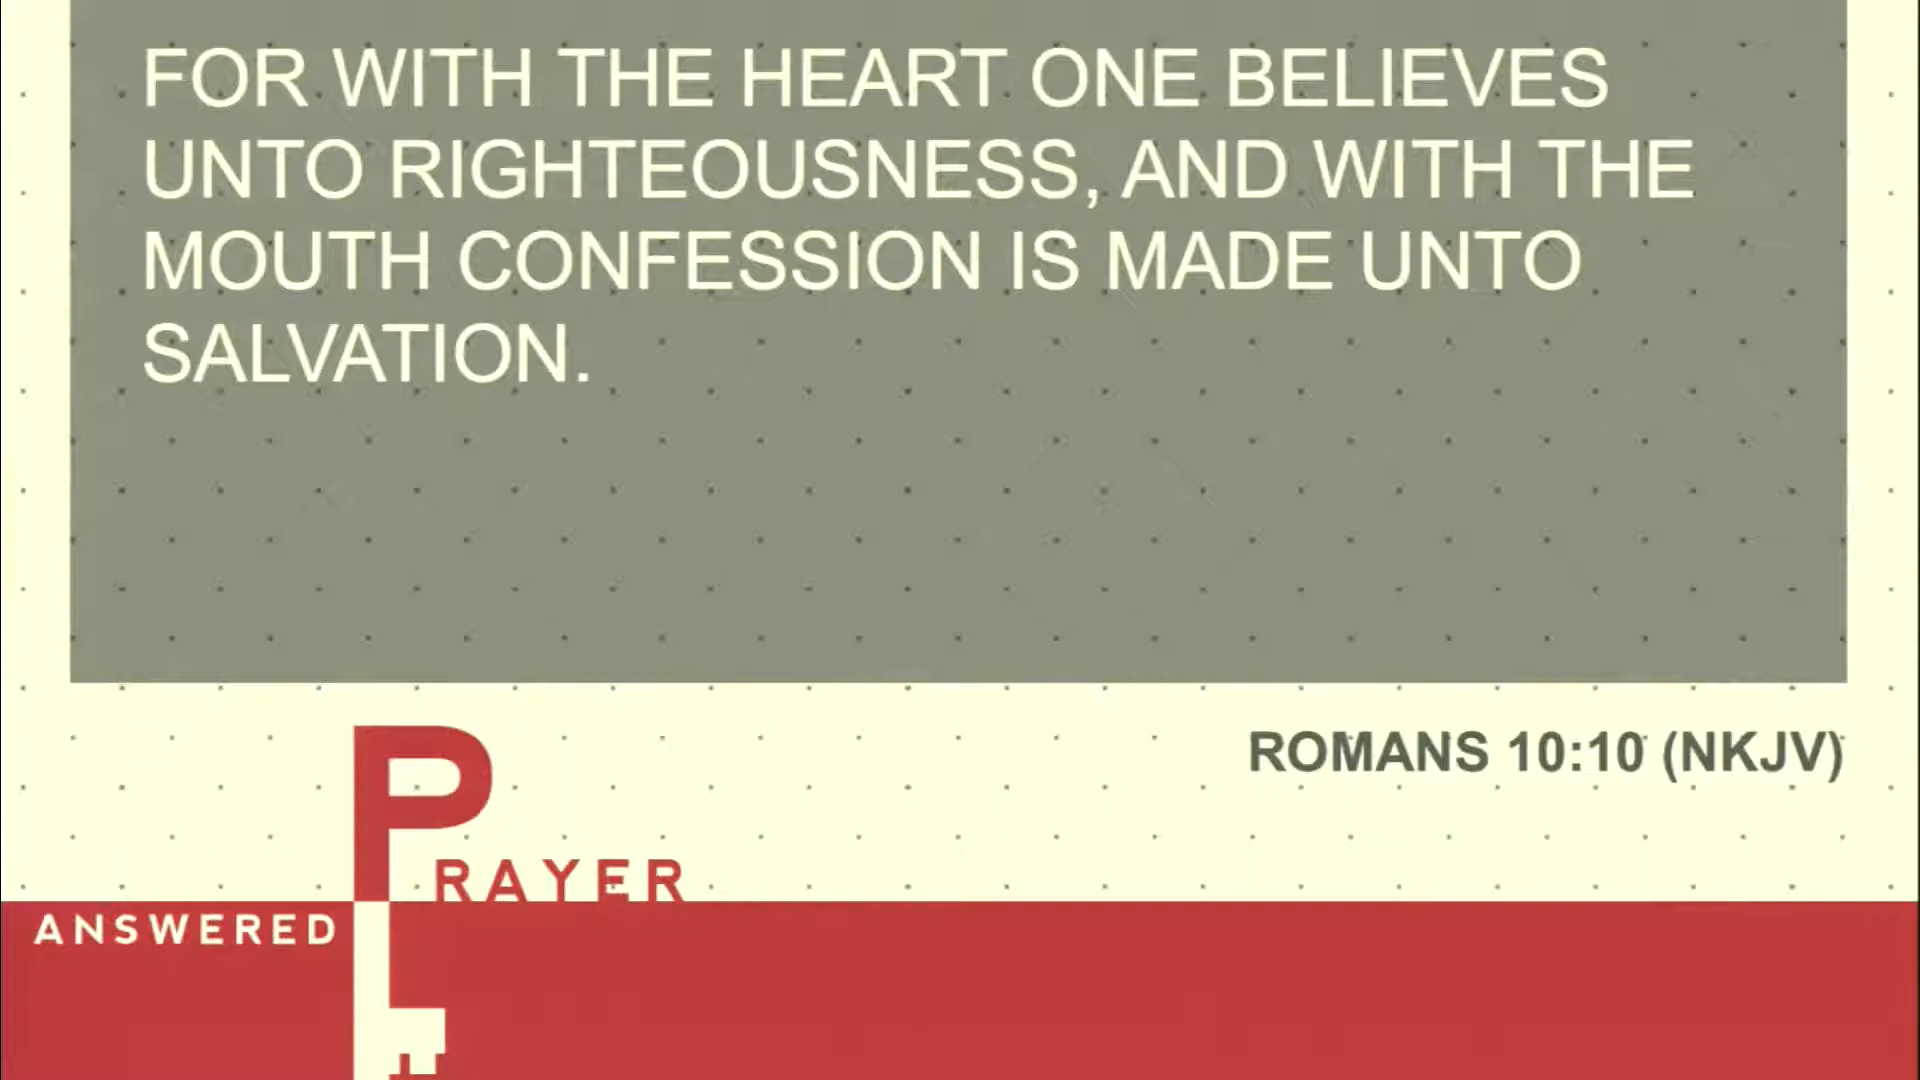 FOR WITH THE HEART ONE BELIEVES
UNTO RIGHTEOUSNESS, AND WITH THE
MOUTH CONFESSION IS MADE UNTO
SALVATION.
ROMANS 10:10 (NKJV)
PRAYER
ANSWERED